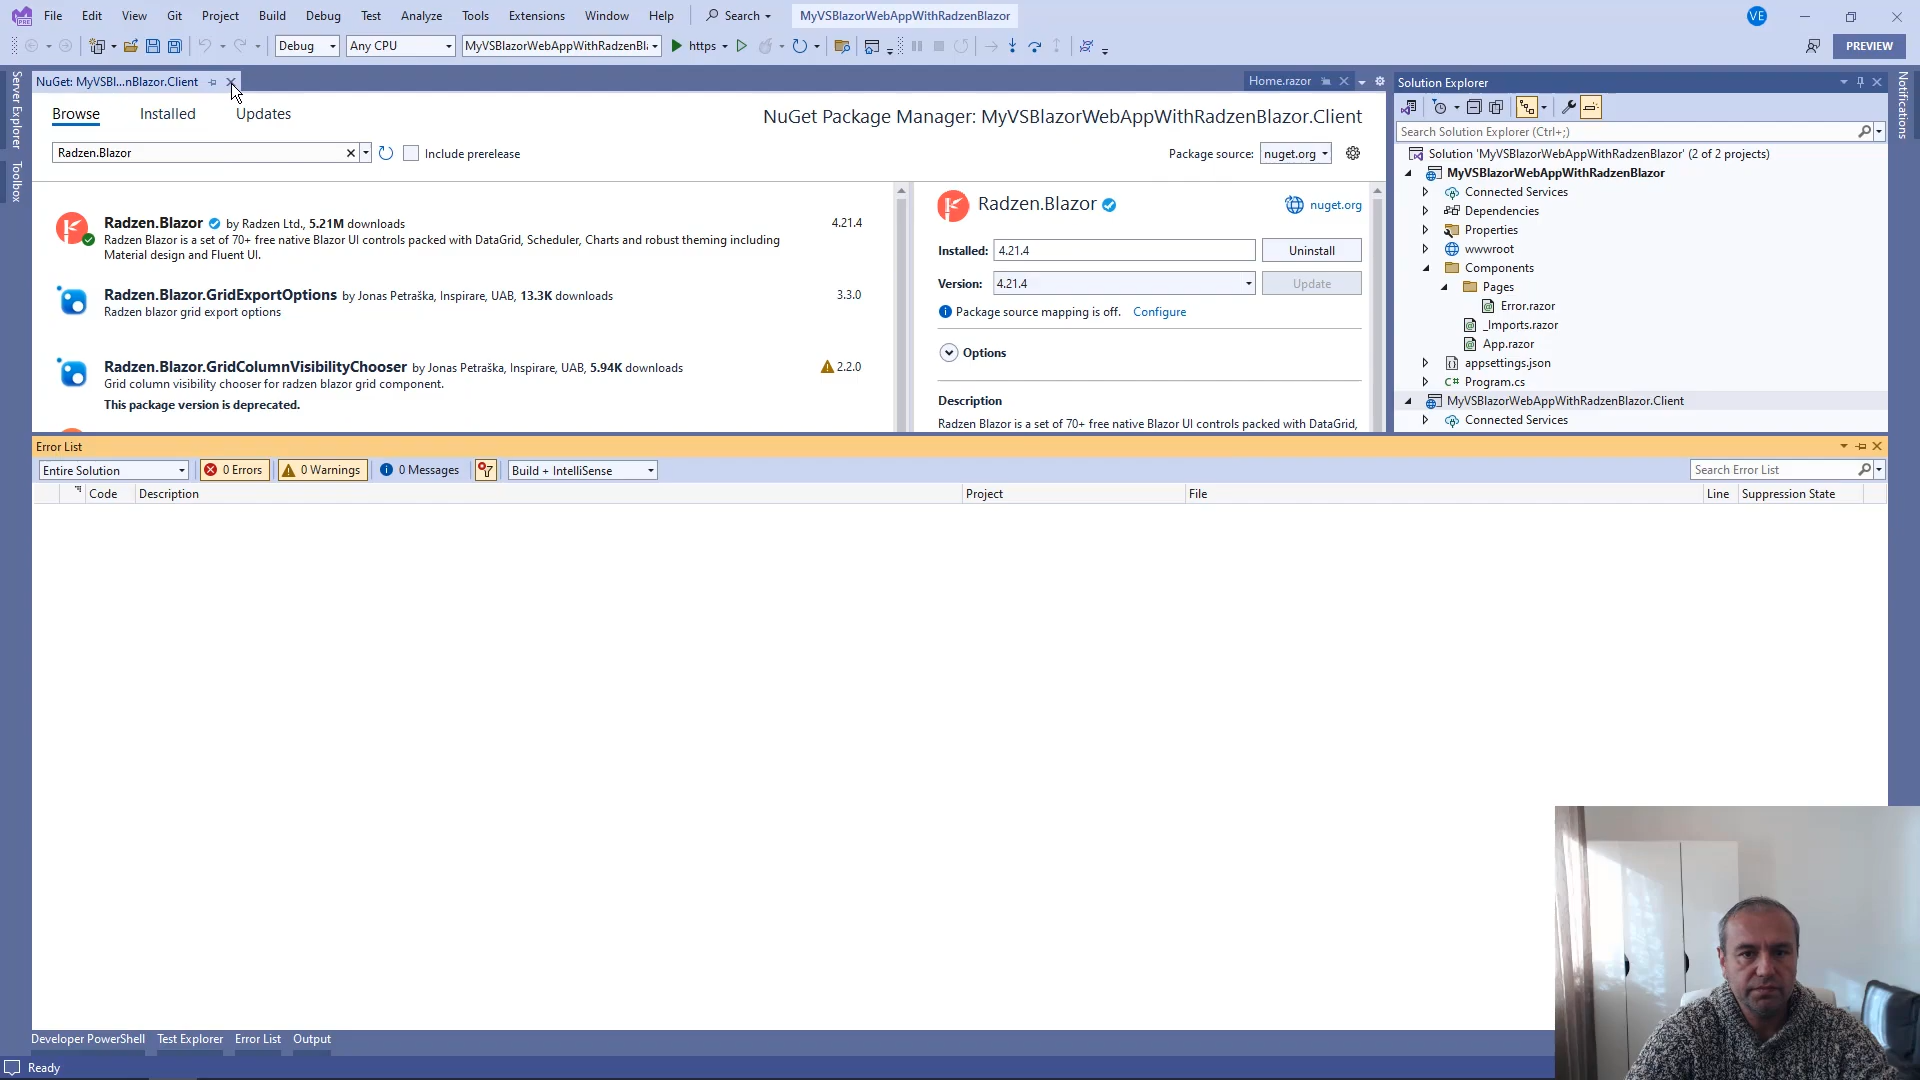 File Edit View Git Project Build Debug Test Analyze Tools Extensions Window Help Search MyVSBlazorWebAppWithRadzenBlazor VE
Debug Any CPU MyVSBlazorWebAppWithRadzenBl https PREVIEW
Server Explorer
Toolbox
NuGet: MyVSBl...nBlazor.Client
Home.razor
Browse Installed Updates
NuGet Package Manager: MyVSBlazorWebAppWithRadzenBlazor.Client
Radzen.Blazor
Include prerelease
Package source: nuget.org
Radzen.Blazor by Radzen Ltd., 5.21M downloads 4.21.4
Radzen Blazor is a set of 70+ free native Blazor UI controls packed with DataGrid, Scheduler, Charts and robust theming including
Material design and Fluent UI.
Radzen.Blazor.GridExportOptions by Jonas Petraška, Inspirare, UAB, 13.3K downloads 3.3.0
Radzen blazor grid export options
Radzen.Blazor.GridColumnVisibilityChooser by Jonas Petraška, Inspirare, UAB, 5.94K downloads 2.2.0
Grid column visibility chooser for radzen blazor grid component.
This package version is deprecated.
Radzen.Blazor nuget.org
Installed: 4.21.4 Uninstall
Version: 4.21.4 Update
Package source mapping is off. Configure
Options
Description
Radzen Blazor is a set of 70+ free native Blazor UI controls packed with DataGrid,
Solution Explorer
Search Solution Explorer (Ctrl+;)
Solution 'MyVSBlazorWebAppWithRadzenBlazor' (2 of 2 projects)
MyVSBlazorWebAppWithRadzenBlazor
Connected Services
Dependencies
Properties
wwwroot
Components
Pages
Error.razor
_Imports.razor
App.razor
appsettings.json
C# Program.cs
MyVSBlazorWebAppWithRadzenBlazor.Client
Connected Services
Notifications
Error List
Entire Solution 0 Errors 0 Warnings 0 Messages Build + IntelliSense Search Error List
Code Description Project File Line Suppression State
Developer PowerShell Test Explorer Error List Output
Ready